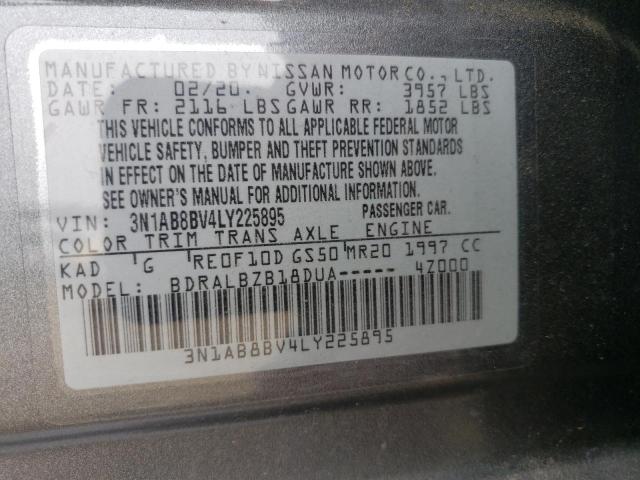 MANUFACTURED BY NISSAN MOTOR CO., LTD.
DATE: 02/20. GVWR: 3957 LBS
GAWR FR: 2116 LBS GAWR RR: 1852 LBS
THIS VEHICLE CONFORMS TO ALL APPLICABLE FEDERAL MOTOR
VEHICLE SAFETY, BUMPER AND THEFT PREVENTION STANDARDS
IN EFFECT ON THE DATE OF MANUFACTURE SHOWN ABOVE.
SEE OWNER'S MANUAL FOR ADDITIONAL INFORMATION.
VIN: 3N1AB8BV4LY225895 PASSENGER CAR.
COLOR TRIM TRANS AXLE ENGINE
KAD 'G 'REOF10D GS50 'MR20 1997 CC
MODEL: BDRALBZB18DUA----- 4Z000
3N1AB8BV4LY225895